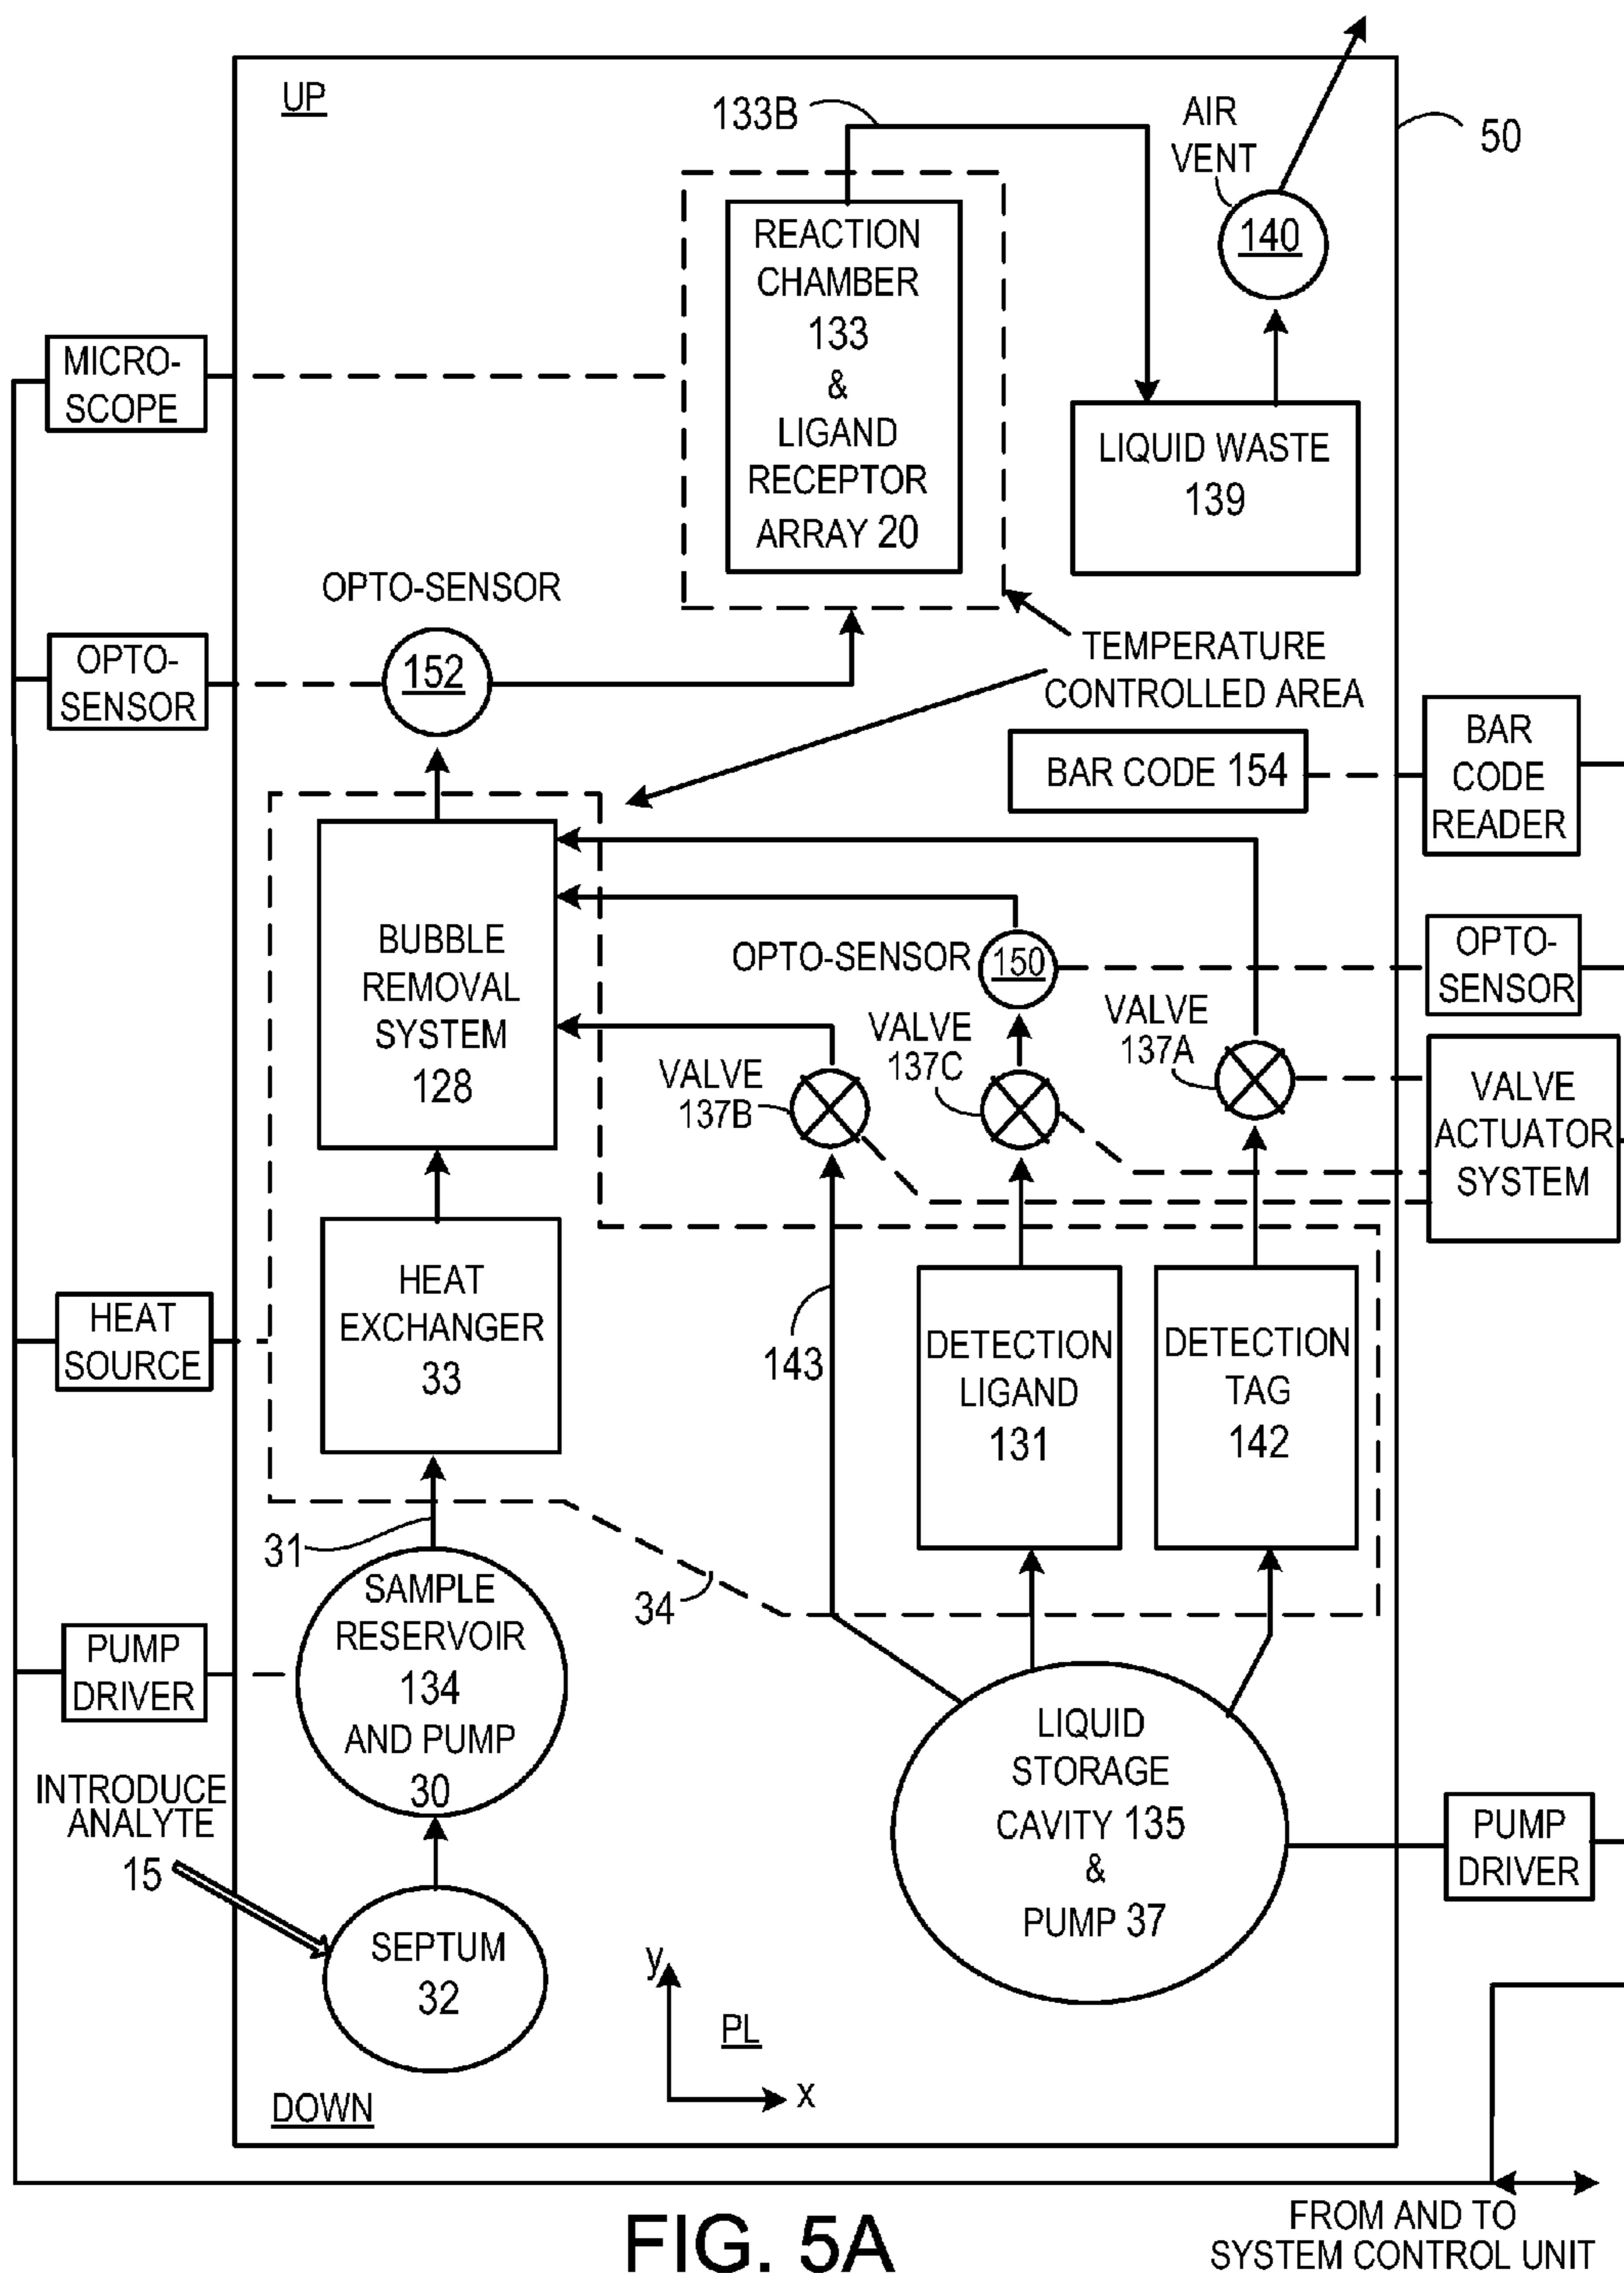 UP
133B
AIR
VENT
50
140
REACTION
CHAMBER
133
&
LIGAND
RECEPTOR
ARRAY 20
MICRO-
SCOPE
LIQUID WASTE
139
OPTO-SENSOR
OPTO-
SENSOR
152
TEMPERATURE
CONTROLLED AREA
BAR CODE 154
BAR
CODE
READER
BUBBLE
REMOVAL
SYSTEM
128
OPTO-SENSOR
150
OPTO-
SENSOR
VALVE
137B
VALVE
137C
VALVE
137A
VALVE
ACTUATOR
SYSTEM
HEAT
SOURCE
HEAT
EXCHANGER
33
143
DETECTION
LIGAND
131
DETECTION
TAG
142
31
34
PUMP
DRIVER
SAMPLE
RESERVOIR
134
AND PUMP
30
LIQUID
STORAGE
CAVITY 135
&
PUMP 37
PUMP
DRIVER
INTRODUCE
ANALYTE
15
SEPTUM
32
y
PL
x
DOWN
FROM AND TO
SYSTEM CONTROL UNIT
FIG. 5A